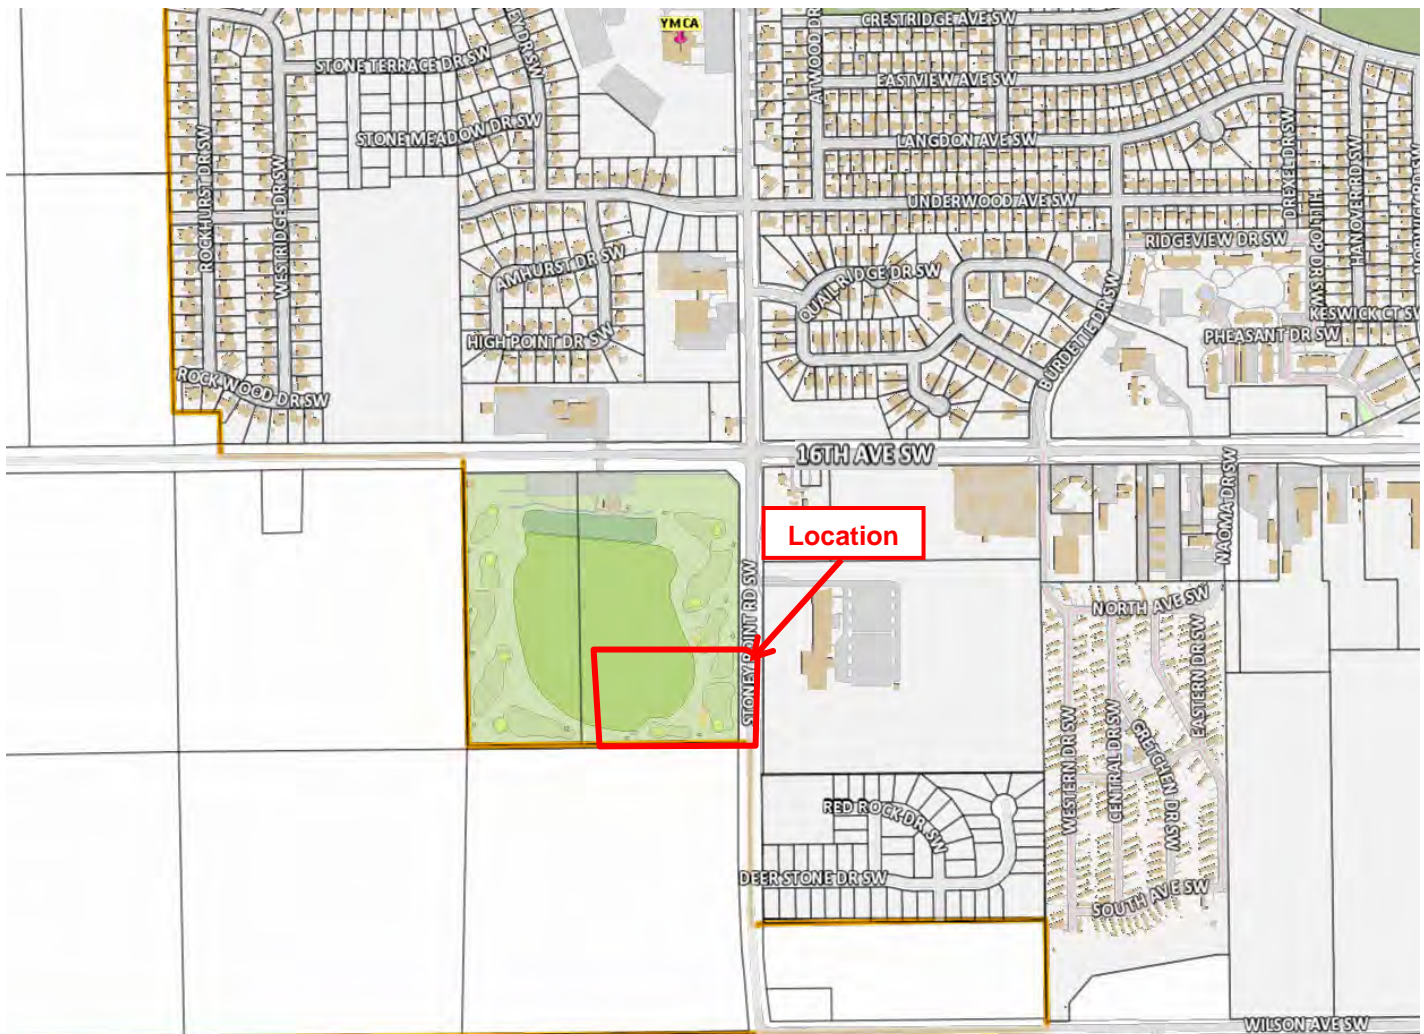 CRESTRIDGE AVE SW
YMCA
ATWOOD DR
STONE TERRACE DR SW
EASTVIEW AVE SW
STONE MEADOW DR SW
LANGDON AVE SW
ROCKHURST DR SW
WESTRIDGE DR SW
UNDERWOOD AVE SW
DREXEL DR SW
HILLTOP DR SW
HANOVER RD SW
RIDGEVIEW DR SW
AMHURST DR SW
QUAIL RIDGE DR SW
BURDETTE DR SW
KESWICK CT SW
HIGH POINT DR SW
PHEASANT DR SW
ROCK WOOD DR SW
16TH AVE SW
NAOMA DR SW
Location
STONEY POINT RD SW
NORTH AVE SW
EASTERN DR SW
WESTERN DR SW
CENTRAL DR SW
GRETCHEN DR SW
RED ROCK DR SW
DEER STONE DR SW
SOUTH AVE SW
WILSON AVE SW